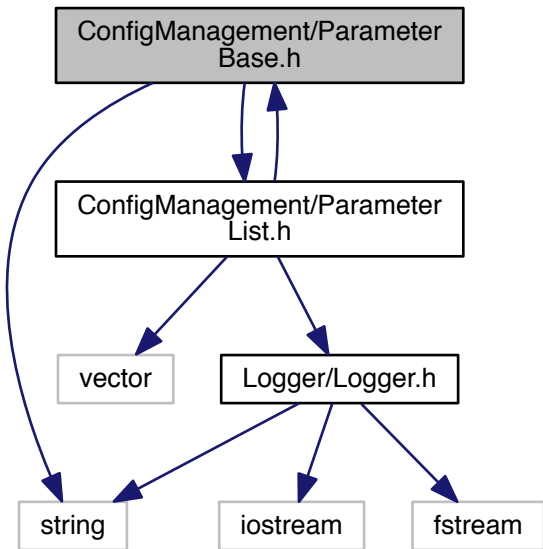 ConfigManagement/Parameter
Base.h
ConfigManagement/Parameter
List.h
vector
Logger/Logger.h
string
iostream
fstream